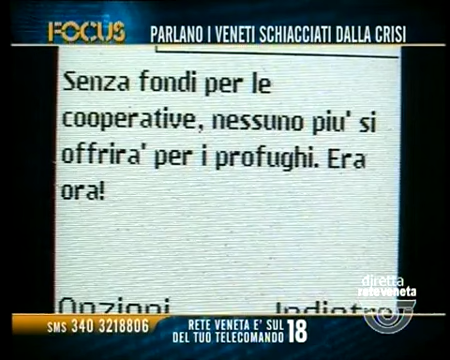 FOCUS PARLANO I VENETI SCHIACCIATI DALLA CRISI
Senza fondi per le
cooperative, nessuno piu' si
offrira' per i profughi. Era
ora!
Opzioni Indietro
diretta
reteveneta
SMS 340 3218806
RETE VENETA E' SUL
DEL TUO TELECOMANDO 18